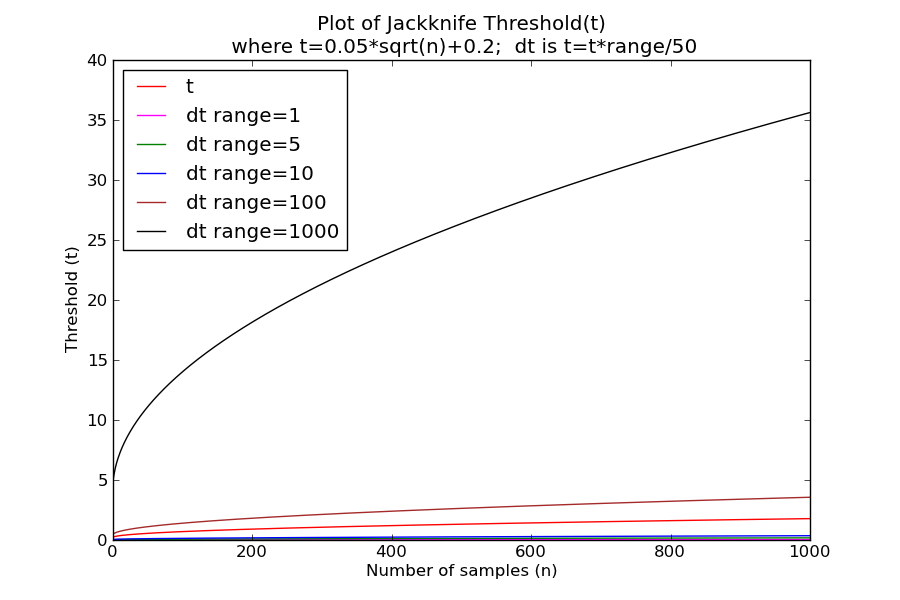 Plot of Jackknife Threshold(t)
where t=0.05*sqrt(n)+0.2;  dt is t=t*range/50
40
35
30
25
20
15
10
5
0
Threshold (t)
t
dt range=1
dt range=5
dt range=10
dt range=100
dt range=1000
0 200 400 600 800 1000
Number of samples (n)